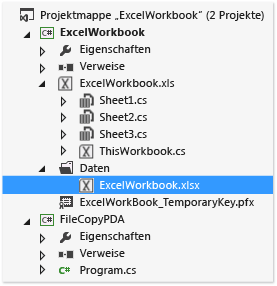 Projektmappe „ExcelWorkbook“ (2 Projekte)
ExcelWorkbook
Eigenschaften
Verweise
ExcelWorkbook.xls
Sheet1.cs
Sheet2.cs
Sheet3.cs
ThisWorkbook.cs
Daten
ExcelWorkbook.xlsx
ExcelWorkBook_TemporaryKey.pfx
FileCopyPDA
Eigenschaften
Verweise
Program.cs